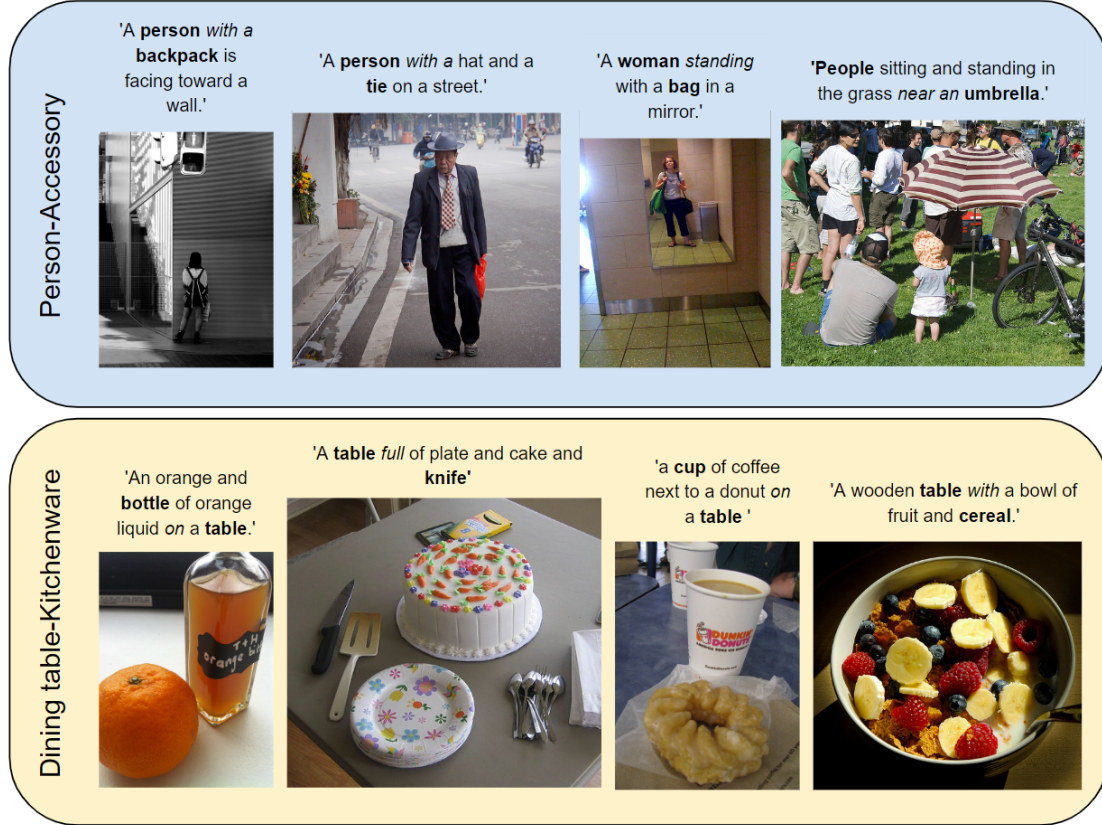 Person-Accessory
'A person with a
backpack is
facing toward a
wall.'
'A person with a hat and a
tie on a street.'
'A woman standing
with a bag in a
mirror.'
'People sitting and standing in
the grass near an umbrella.'
Dining table-Kitchenware
'An orange and
bottle of orange
liquid on a table.'
'A table full of plate and cake and
knife'
'a cup of coffee
next to a donut on
a table '
'A wooden table with a bowl of
fruit and cereal.'
T+H
orange
DUNKIN'
DONUTS